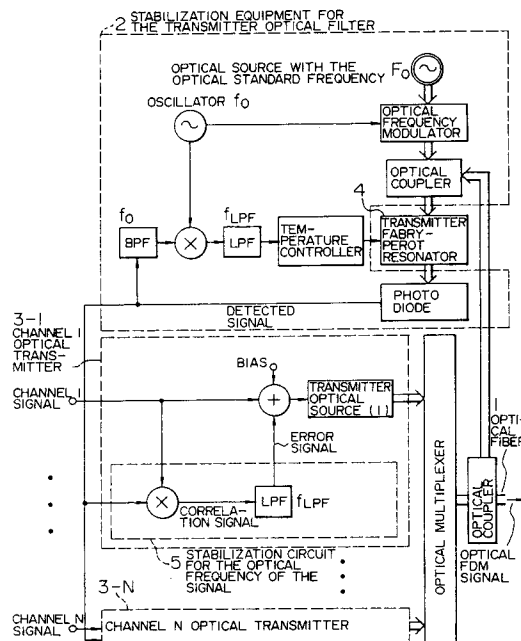 2 STABILIZATION EQUIPMENT FOR
THE TRANSMITTER OPTICAL FILTER
OPTICAL SOURCE WITH THE
OPTICAL STANDARD FREQUENCY F0
OSCILLATOR f0
OPTICAL
FREQUENCY
MODULATOR
OPTICAL
COUPLER
4
f0
BPF
×
fLPF
LPF
TEM-
PERATURE
CONTROLLER
TRANSMITTER
FABRY-
PEROT
RESONATOR
PHOTO
DIODE
DETECTED
SIGNAL
3-1
CHANNEL 1
OPTICAL
TRANS-
MITTER
CHANNEL 1
SIGNAL
BIAS
+
TRANSMITTER
OPTICAL
SOURCE (1)
ERROR
SIGNAL
×
CORRELA-
TION SIGNAL
LPF
fLPF
5 STABILIZATION CIRCUIT
FOR THE OPTICAL
FREQUENCY OF THE
SIGNAL
OPTICAL MULTIPLEXER
OPTICAL
COUPLER
1
OPTI-
CAL
FIBER
OPTICAL
FDM
SIGNAL
3-N
CHANNEL N
SIGNAL
CHANNEL N OPTICAL TRANSMITTER